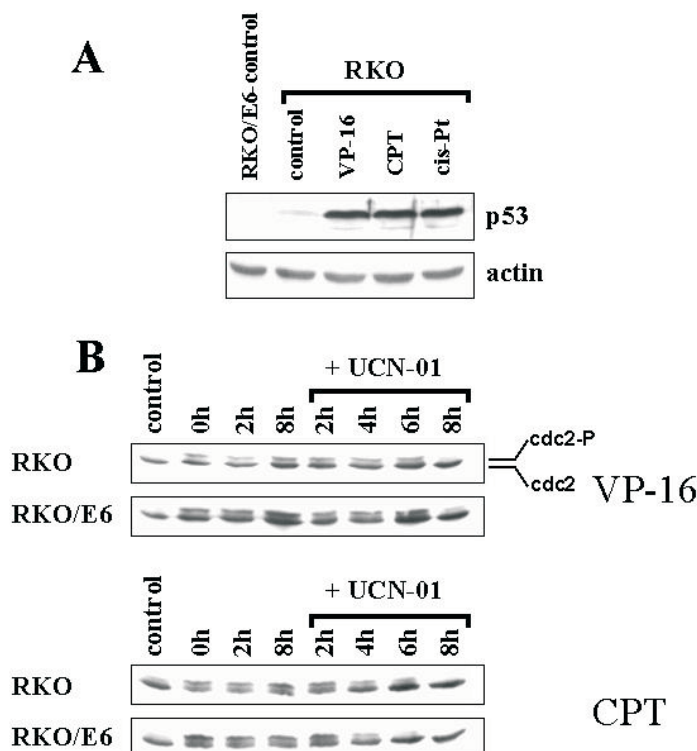 A
RKO/E6-control
RKO
control
VP-16
CPT
cis-Pt
p53
actin
B
+ UCN-01
control
0h
2h
8h
2h
4h
6h
8h
RKO
cdc2-P
cdc2
VP-16
RKO/E6
+ UCN-01
control
0h
2h
8h
2h
4h
6h
8h
RKO
CPT
RKO/E6